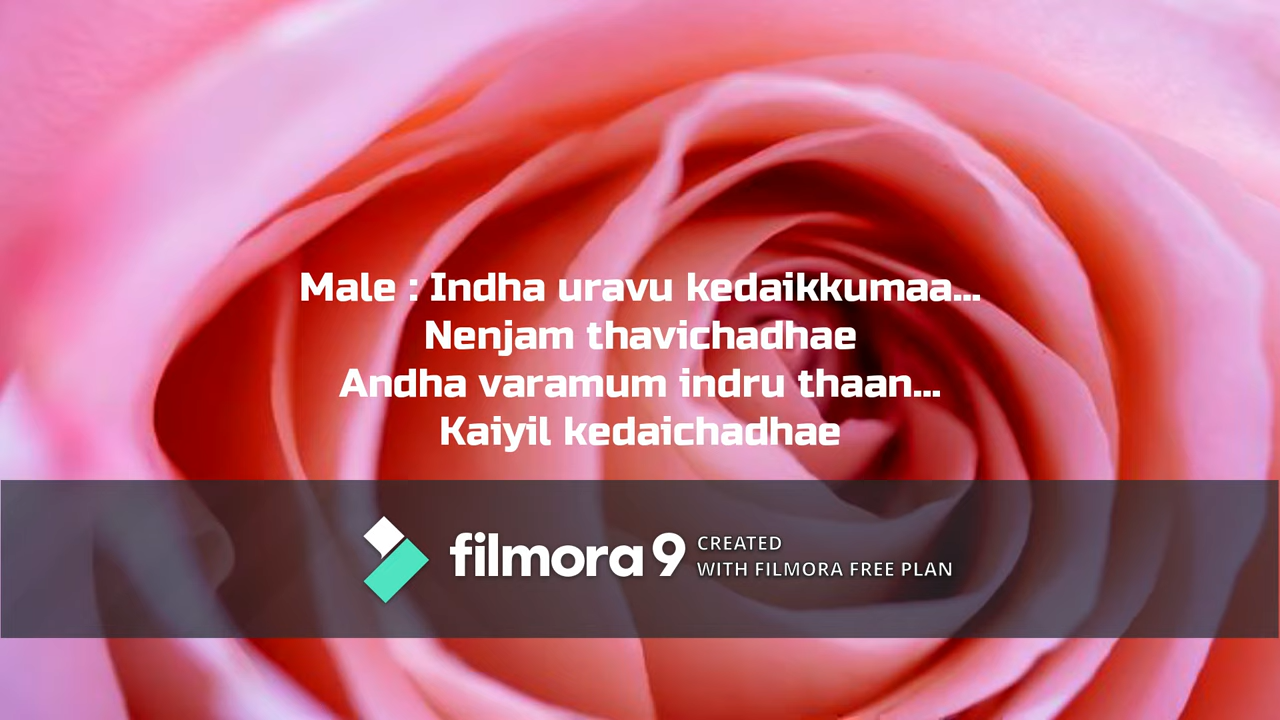 Male : Indha uravu kedaikkumaa...
Nenjam thavichadhae
Andha varamum indru thaan...
Kaiyil kedaichadhae
filmora 9 CREATED
WITH FILMORA FREE PLAN